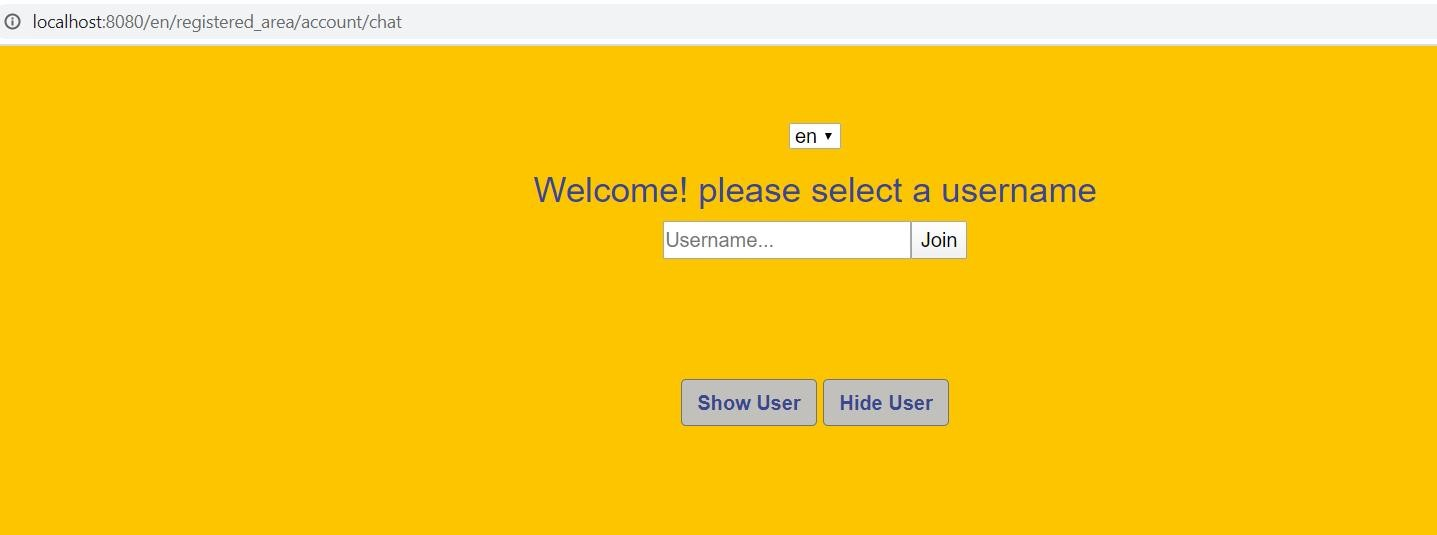 localhost:8080/en/registered_area/account/chat
en
Welcome! please select a username
Username... Join
Show User Hide User